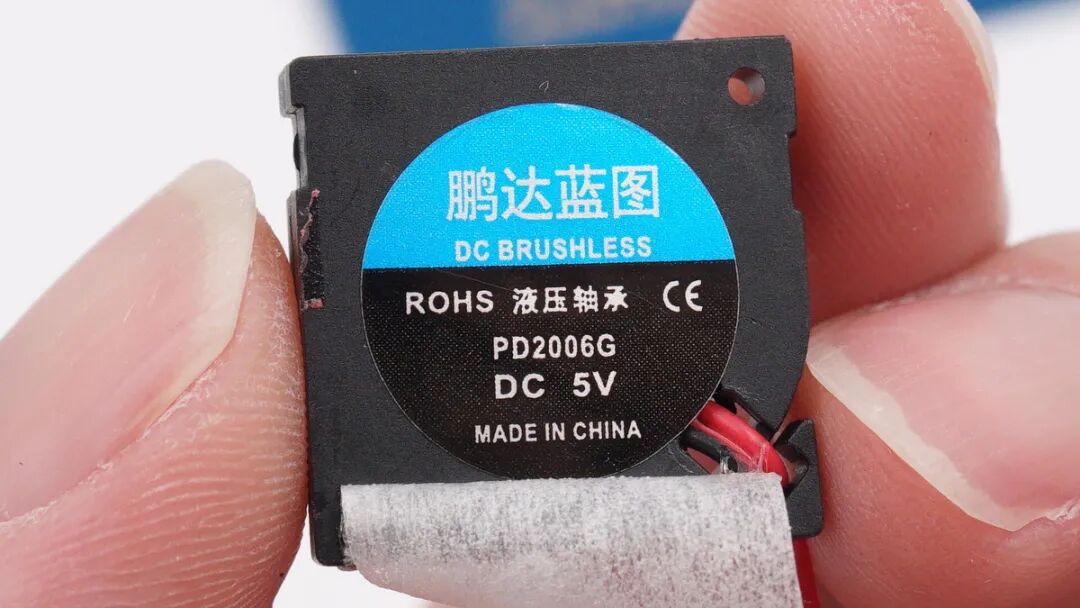 鹏达蓝图
DC BRUSHLESS
ROHS 液压轴承 CE
PD2006G
DC 5V
MADE IN CHINA